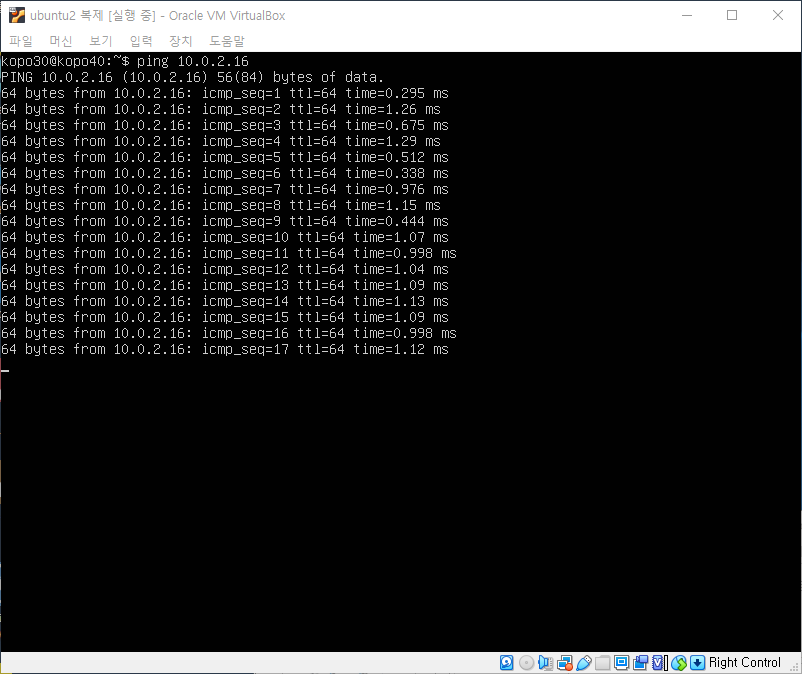 ubuntu2 복제 [실행 중] - Oracle VM VirtualBox
파일 머신 보기 입력 장치 도움말
kopo30@kopo40:~$ ping 10.0.2.16
PING 10.0.2.16 (10.0.2.16) 56(84) bytes of data.
64 bytes from 10.0.2.16: icmp_seq=1 ttl=64 time=0.295 ms
64 bytes from 10.0.2.16: icmp_seq=2 ttl=64 time=1.26 ms
64 bytes from 10.0.2.16: icmp_seq=3 ttl=64 time=0.675 ms
64 bytes from 10.0.2.16: icmp_seq=4 ttl=64 time=1.29 ms
64 bytes from 10.0.2.16: icmp_seq=5 ttl=64 time=0.512 ms
64 bytes from 10.0.2.16: icmp_seq=6 ttl=64 time=0.338 ms
64 bytes from 10.0.2.16: icmp_seq=7 ttl=64 time=0.976 ms
64 bytes from 10.0.2.16: icmp_seq=8 ttl=64 time=1.15 ms
64 bytes from 10.0.2.16: icmp_seq=9 ttl=64 time=0.444 ms
64 bytes from 10.0.2.16: icmp_seq=10 ttl=64 time=1.07 ms
64 bytes from 10.0.2.16: icmp_seq=11 ttl=64 time=0.998 ms
64 bytes from 10.0.2.16: icmp_seq=12 ttl=64 time=1.04 ms
64 bytes from 10.0.2.16: icmp_seq=13 ttl=64 time=1.09 ms
64 bytes from 10.0.2.16: icmp_seq=14 ttl=64 time=1.13 ms
64 bytes from 10.0.2.16: icmp_seq=15 ttl=64 time=1.09 ms
64 bytes from 10.0.2.16: icmp_seq=16 ttl=64 time=0.998 ms
64 bytes from 10.0.2.16: icmp_seq=17 ttl=64 time=1.12 ms
Right Control